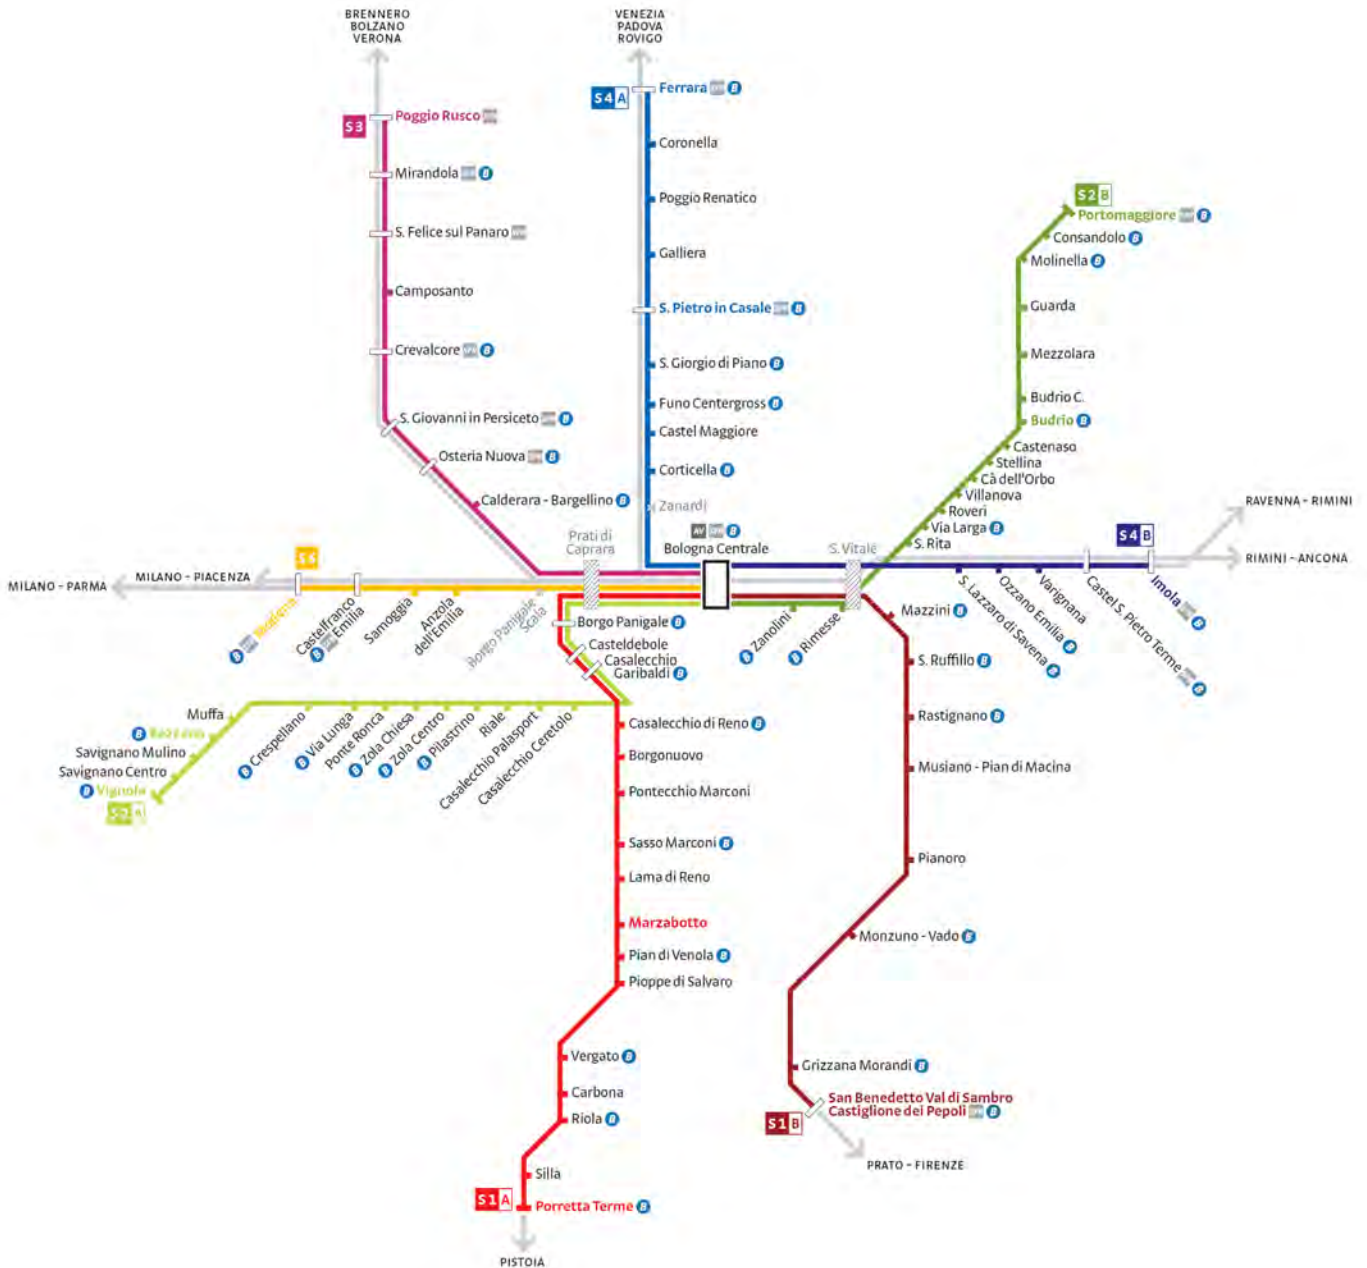 BRENNERO
BOLZANO
VERONA
VENEZIA
PADOVA
ROVIGO
S3
Poggio Rusco
Mirandola B
S. Felice sul Panaro
Camposanto
Crevalcore B
S. Giovanni in Persiceto B
Osteria Nuova B
Calderara - Bargellino B
S4 A
Ferrara B
Coronella
Poggio Renatico
Galliera
S. Pietro in Casale B
S. Giorgio di Piano B
Funo Centergross B
Castel Maggiore
Corticella B
Zanardi
AV B
Bologna Centrale
Prati di
Caprara
S. Vitale
S2 B
Portomaggiore B
Consandolo B
Molinella B
Guarda
Mezzolara
Budrio C.
Budrio B
Castenaso
Stellina
Cà dell'Orbo
Villanova
Roveri
Via Larga B
S. Rita
S4 B
RAVENNA - RIMINI
RIMINI - ANCONA
S. Lazzaro di Savena B
Ozzano Emilia B
Varignana
Castel S. Pietro Terme B
Imola B
MILANO - PARMA
MILANO - PIACENZA
S5
B Modena
Castelfranco
B Emilia
Samoggia
Anzola
dell'Emilia
Borgo Panigale
Scala
Borgo Panigale B
Casteldebole
Casalecchio
Garibaldi B
B Zanolini
B Rimesse
Mazzini B
S. Ruffillo B
Rastignano B
Musiano - Pian di Macina
Pianoro
Monzuno - Vado B
Grizzana Morandi B
San Benedetto Val di Sambro
Castiglione dei Pepoli B
S1 B
PRATO - FIRENZE
Muffa
B Bazzano
Savignano Mulino
Savignano Centro
B Vignola
S2 A
B Crespellano
B Via Lunga
Ponte Ronca
B Zola Chiesa
B Zola Centro
B Pilastrino
Riale
Casalecchio Palasport
Casalecchio Ceretolo
Casalecchio di Reno B
Borgonuovo
Pontecchio Marconi
Sasso Marconi B
Lama di Reno
Marzabotto
Pian di Venola B
Pioppe di Salvaro
Vergato B
Carbona
Riola B
Silla
S1 A
Porretta Terme B
PISTOIA